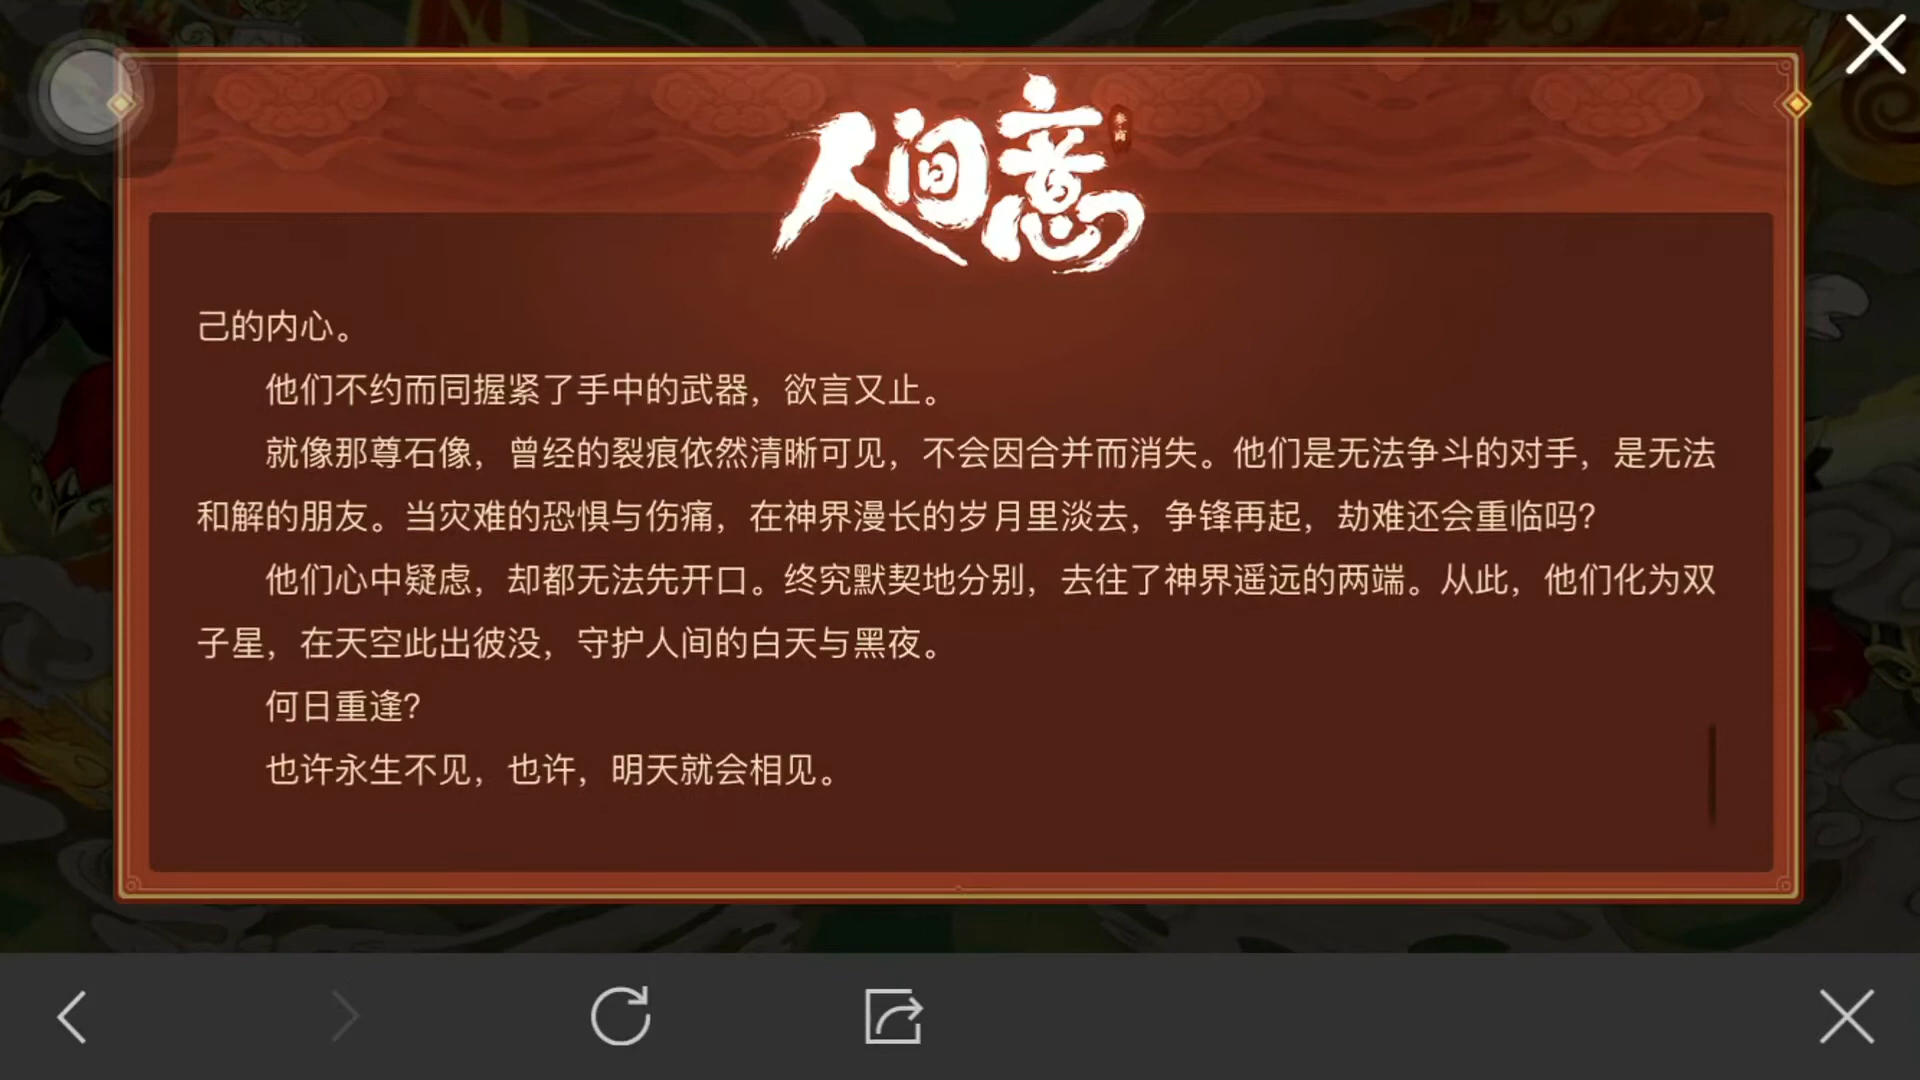 人间意
参商
己的内心。
他们不约而同握紧了手中的武器，欲言又止。
就像那尊石像，曾经的裂痕依然清晰可见，不会因合并而消失。他们是无法争斗的对手，是无法
和解的朋友。当灾难的恐惧与伤痛，在神界漫长的岁月里淡去，争锋再起，劫难还会重临吗?
他们心中疑虑，却都无法先开口。终究默契地分别，去往了神界遥远的两端。从此，他们化为双
子星，在天空此出彼没，守护人间的白天与黑夜。
何日重逢?
也许永生不见，也许，明天就会相见。